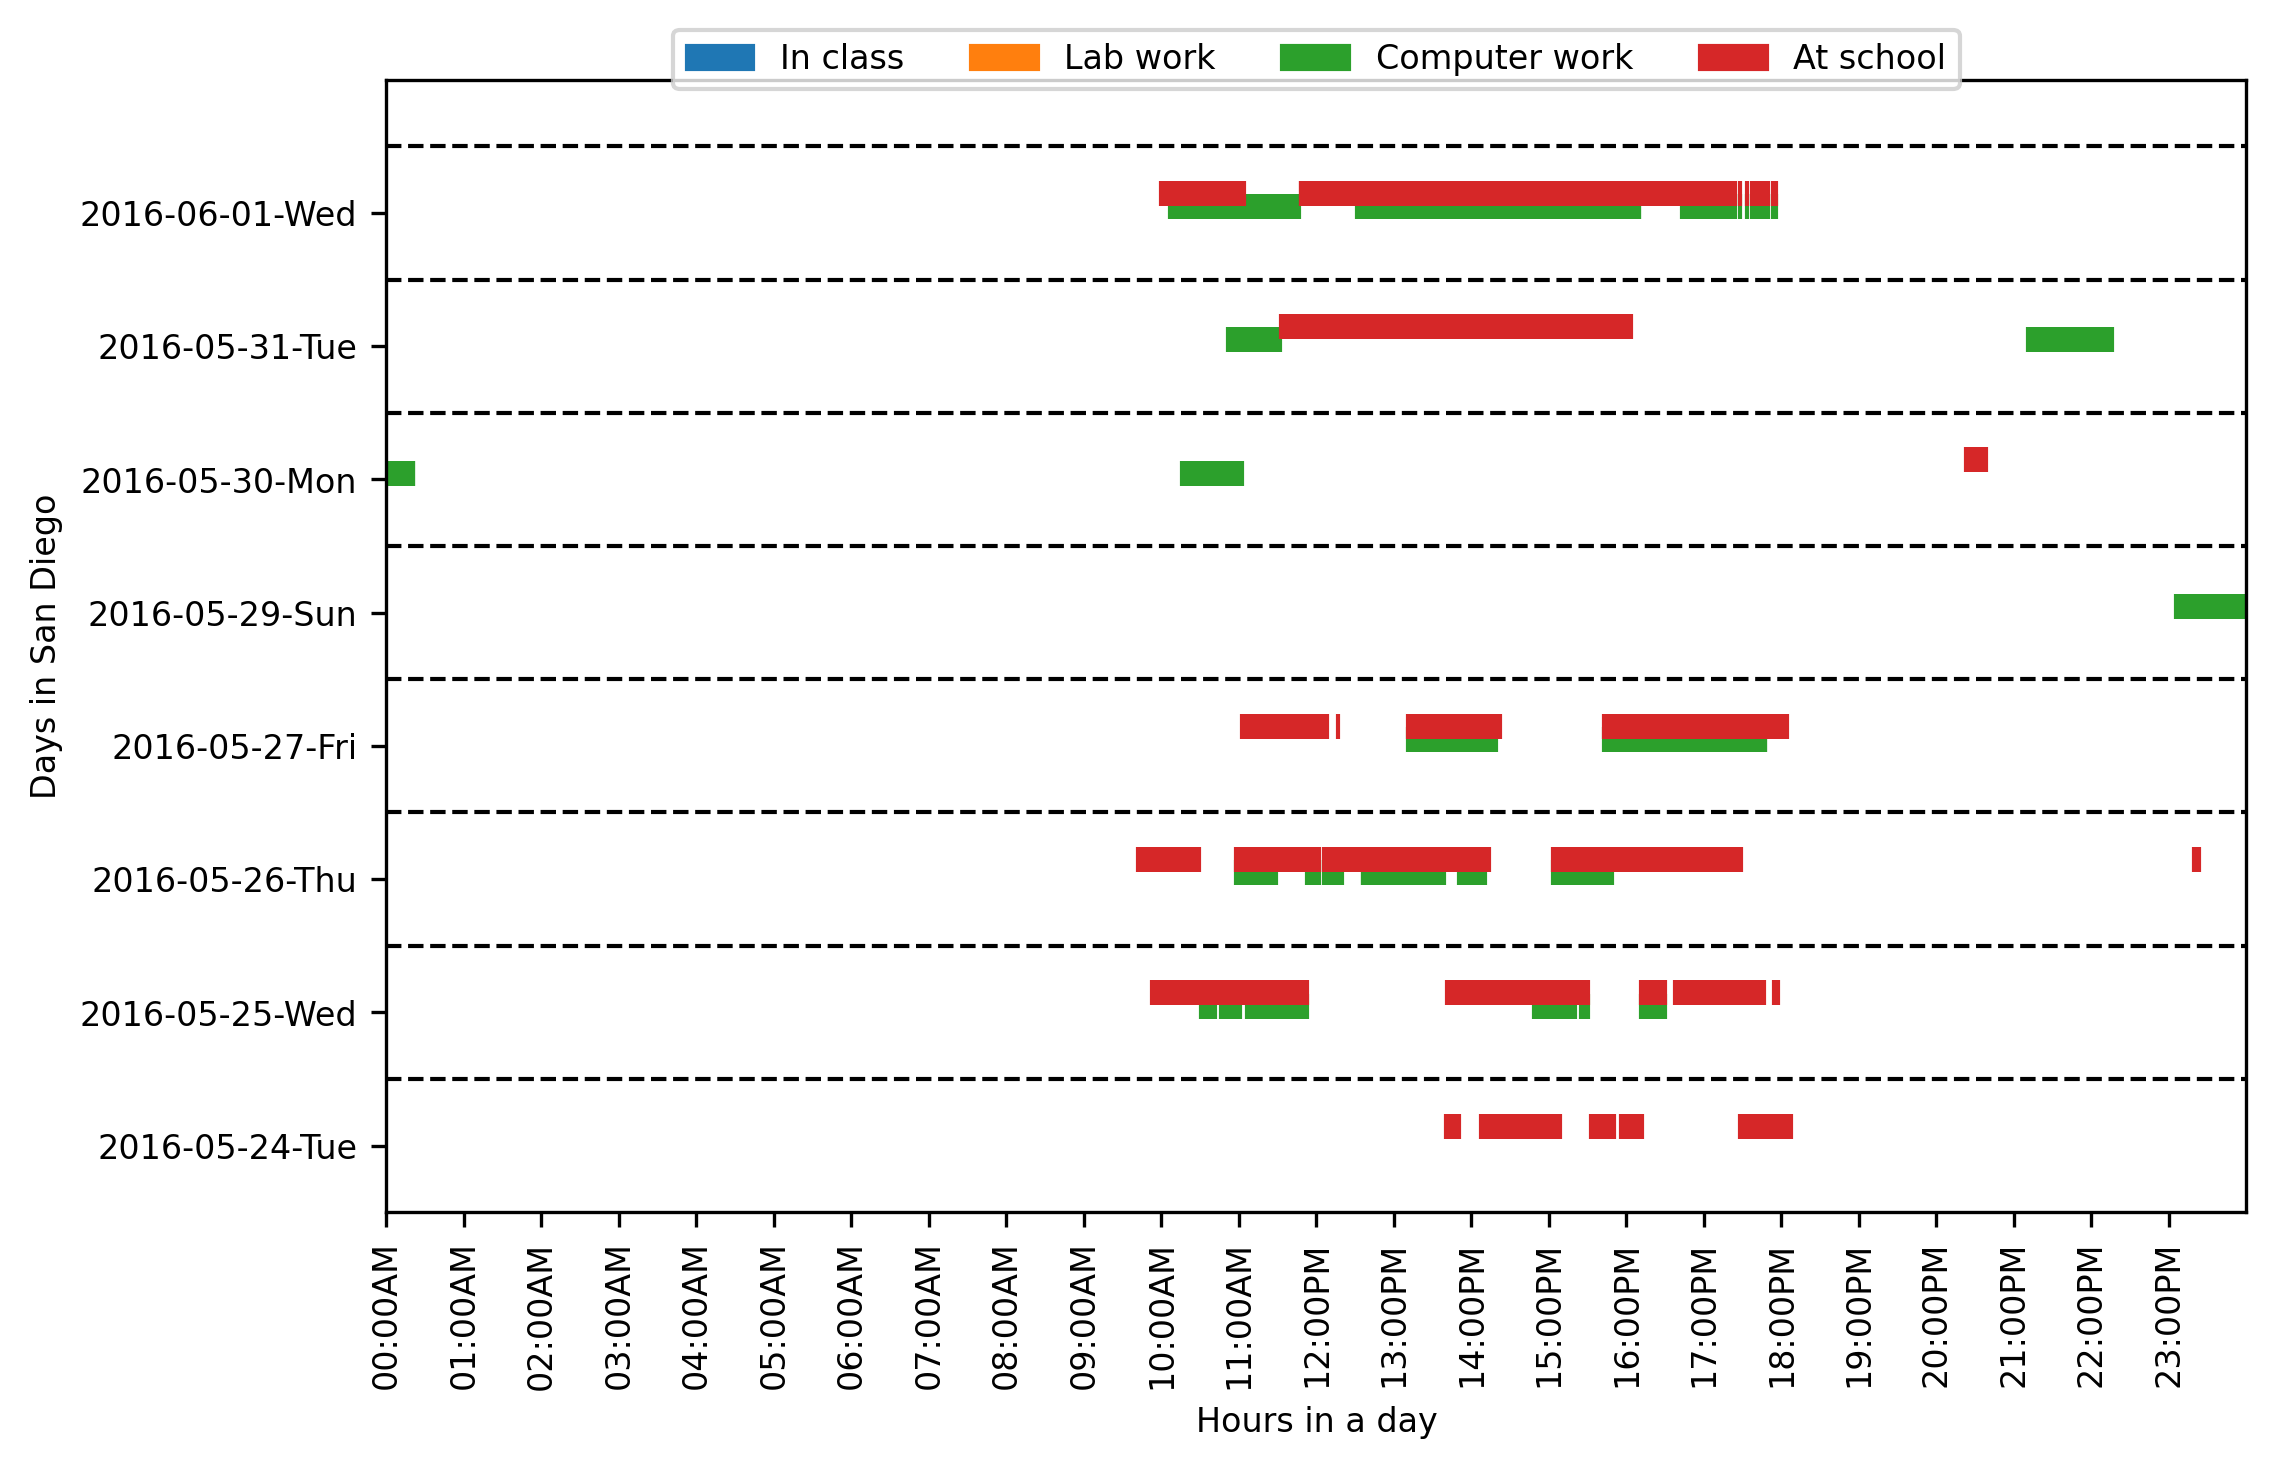 In class Lab work Computer work At school
2016-06-01-Wed
2016-05-31-Tue
2016-05-30-Mon
2016-05-29-Sun
2016-05-27-Fri
2016-05-26-Thu
2016-05-25-Wed
2016-05-24-Tue
Days in San Diego
00:00AM
01:00AM
02:00AM
03:00AM
04:00AM
05:00AM
06:00AM
07:00AM
08:00AM
09:00AM
10:00AM
11:00AM
12:00PM
13:00PM
14:00PM
15:00PM
16:00PM
17:00PM
18:00PM
19:00PM
20:00PM
21:00PM
22:00PM
23:00PM
Hours in a day